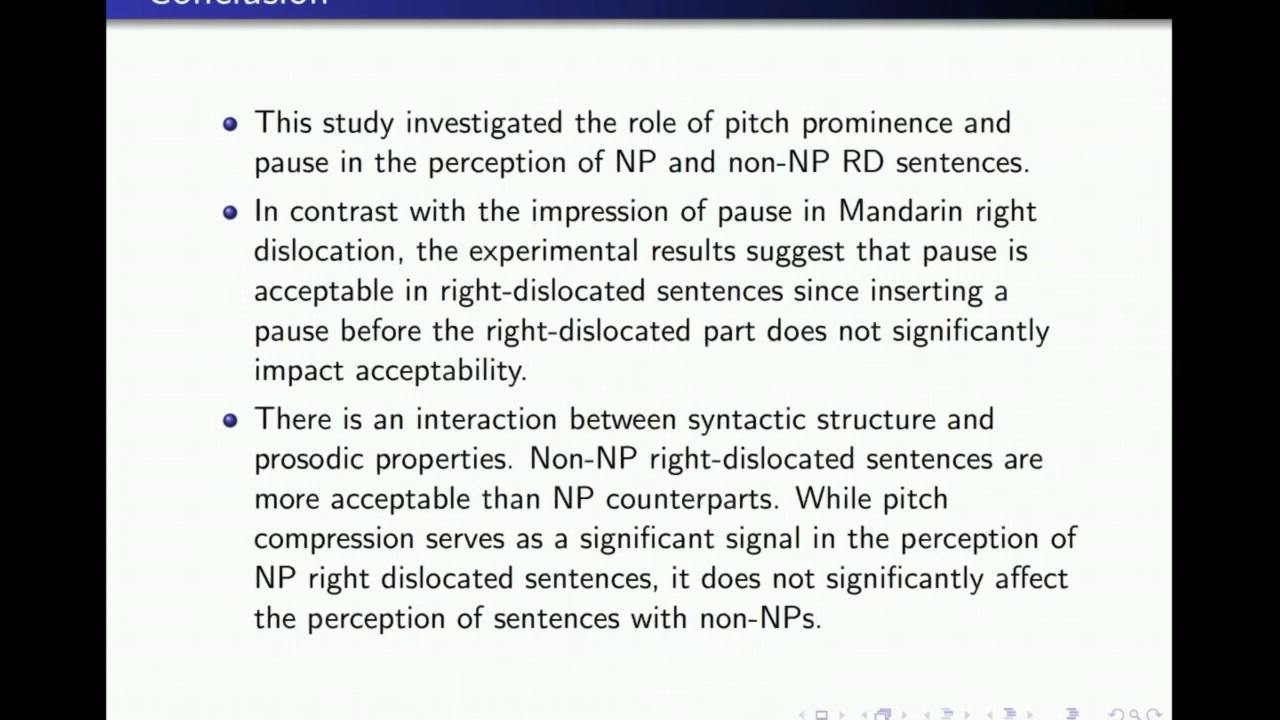 Conclusion
This study investigated the role of pitch prominence and
pause in the perception of NP and non-NP RD sentences.
In contrast with the impression of pause in Mandarin right
dislocation, the experimental results suggest that pause is
acceptable in right-dislocated sentences since inserting a
pause before the right-dislocated part does not significantly
impact acceptability.
There is an interaction between syntactic structure and
prosodic properties. Non-NP right-dislocated sentences are
more acceptable than NP counterparts. While pitch
compression serves as a significant signal in the perception of
NP right dislocated sentences, it does not significantly affect
the perception of sentences with non-NPs.